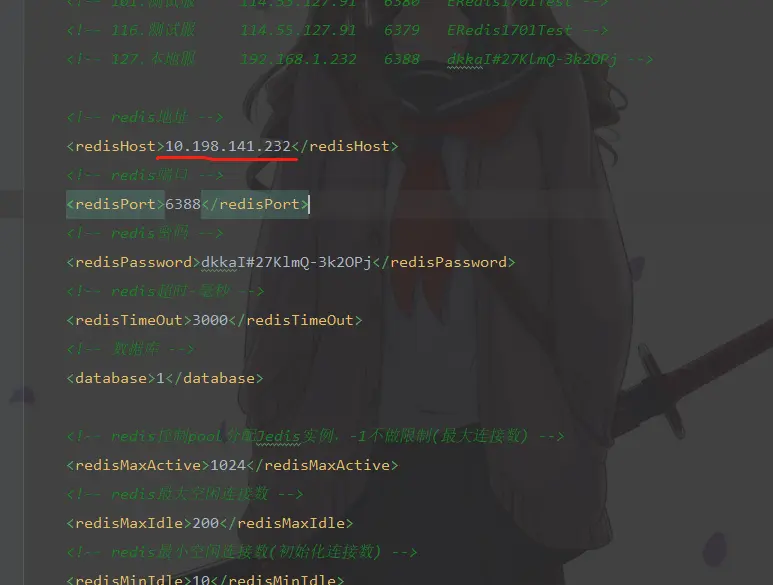 <!-- 101.测试服     114.55.127.91   6380   ERedis1701Test -->
<!-- 116.测试服     114.55.127.91   6379   ERedis1701Test -->
<!-- 127.本地服     192.168.1.232   6388   dkkaI#27KlmQ-3k2OPj -->
<!-- redis地址 -->
<redisHost>10.198.141.232</redisHost>
<!-- redis端口 -->
<redisPort>6388</redisPort>
<!-- redis密码 -->
<redisPassword>dkkaI#27KlmQ-3k2OPj</redisPassword>
<!-- redis超时-毫秒 -->
<redisTimeOut>3000</redisTimeOut>
<!-- 数据库 -->
<database>1</database>
<!-- redis控制pool分配Jedis实例，-1不做限制(最大连接数) -->
<redisMaxActive>1024</redisMaxActive>
<!-- redis最大空闲连接数 -->
<redisMaxIdle>200</redisMaxIdle>
<!-- redis最小空闲连接数(初始化连接数) -->
<redisMinIdle>10</redisMinIdle>